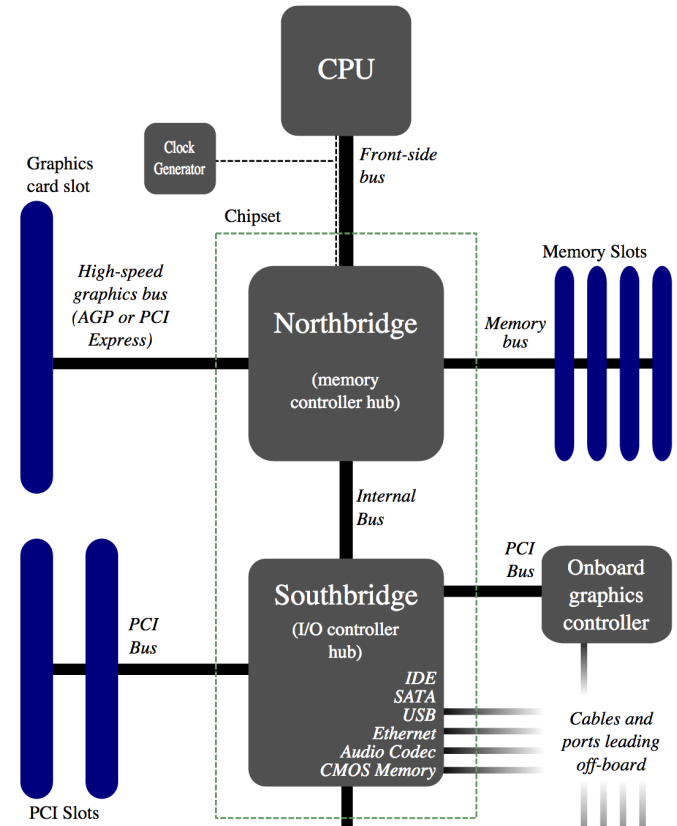 CPU
Clock
Generator
Front-side
bus
Graphics
card slot
Chipset
High-speed
graphics bus
(AGP or PCI
Express)
Northbridge
(memory
controller hub)
Memory
bus
Memory Slots
Internal
Bus
PCI
Bus
Onboard
graphics
controller
Southbridge
(I/O controller
hub)
PCI
Bus
IDE
SATA
USB
Ethernet
Audio Codec
CMOS Memory
Cables and
ports leading
off-board
PCI Slots